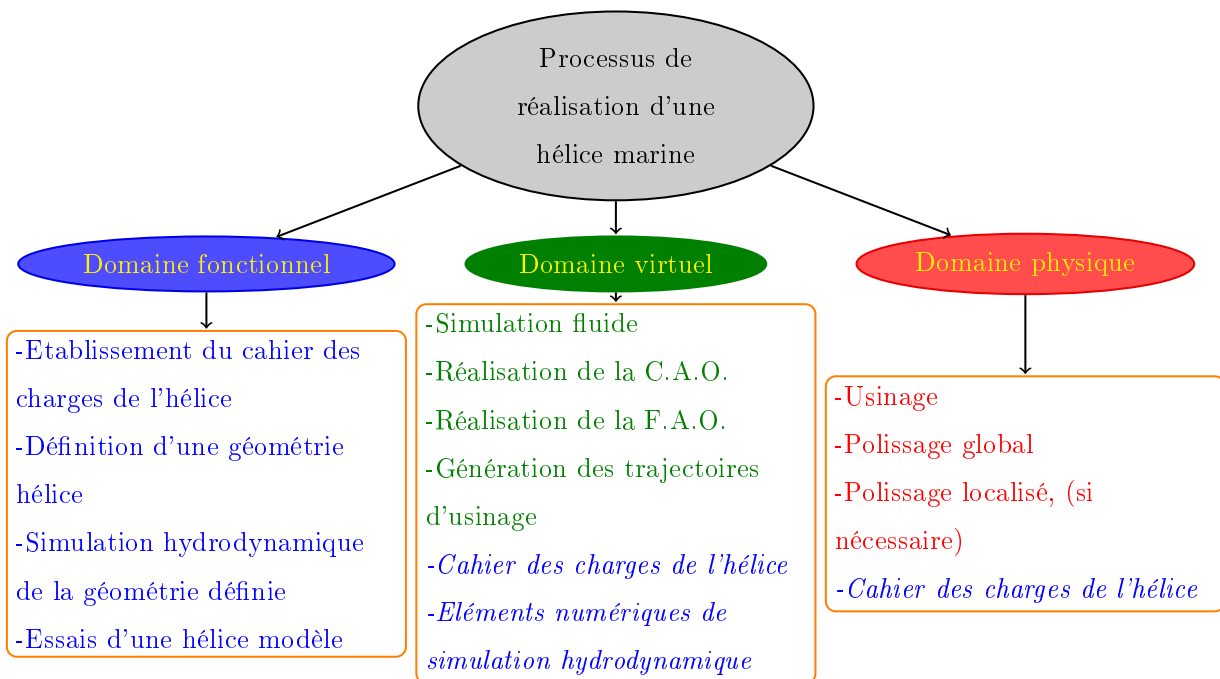 Processus de
réalisation d'une
hélice marine
Domaine fonctionnel
Domaine virtuel
Domaine physique
-Etablissement du cahier des
charges de l'hélice
-Définition d'une géométrie
hélice
-Simulation hydrodynamique
de la géométrie définie
-Essais d'une hélice modèle
-Simulation fluide
-Réalisation de la C.A.O.
-Réalisation de la F.A.O.
-Génération des trajectoires
d'usinage
-Cahier des charges de l'hélice
-Eléments numériques de
simulation hydrodynamique
-Usinage
-Polissage global
-Polissage localisé, (si
nécessaire)
-Cahier des charges de l'hélice